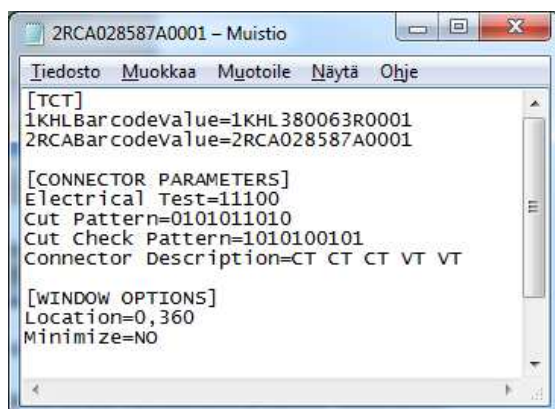 2RCA028587A0001 – Muistio
Tiedosto Muokkaa Muotoile Näytä Ohje
[TCT]
1KHLBarcodeValue=1KHL380063R0001
2RCABarcodeValue=2RCA028587A0001
[CONNECTOR PARAMETERS]
Electrical Test=11100
Cut Pattern=0101011010
Cut Check Pattern=1010100101
Connector Description=CT CT CT VT VT
[WINDOW OPTIONS]
Location=0,360
Minimize=NO